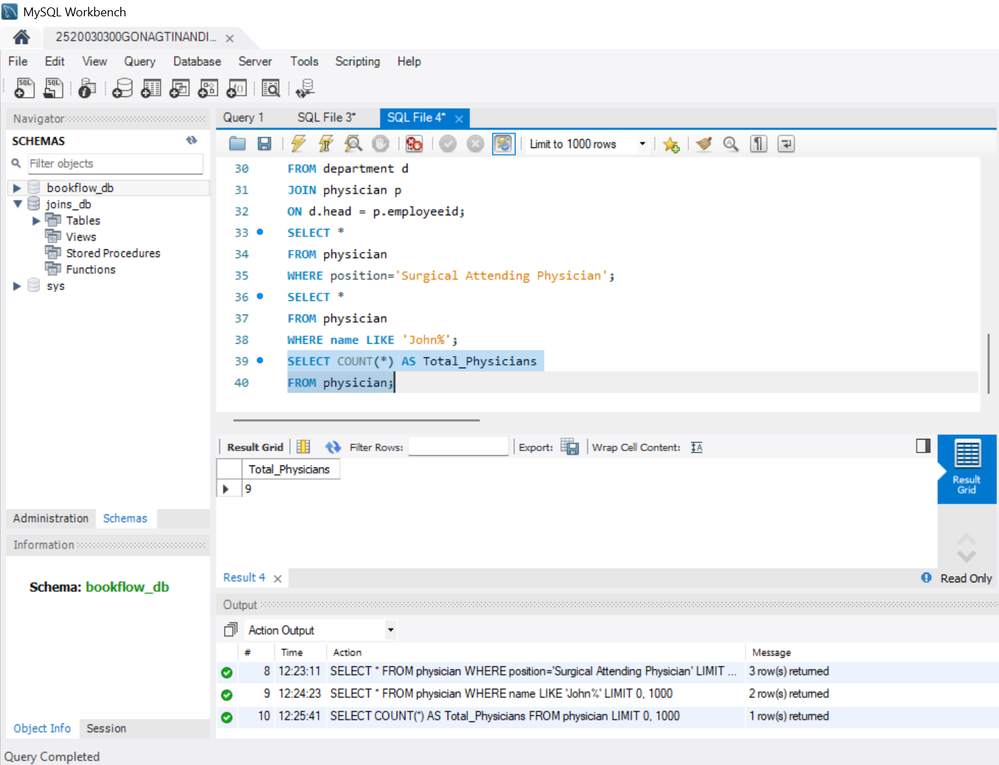 MySQL Workbench
2520030300GONAGTINANDI...
File Edit View Query Database Server Tools Scripting Help
SQL SQL
Navigator
SCHEMAS
Filter objects
bookflow_db
joins_db
Tables
Views
Stored Procedures
Functions
sys
Administration Schemas
Information
Schema: bookflow_db
Object Info Session
Query 1 SQL File 3* SQL File 4*
Limit to 1000 rows
30 FROM department d
31 JOIN physician p
32 ON d.head = p.employeeid;
33 SELECT *
34 FROM physician
35 WHERE position='Surgical Attending Physician';
36 SELECT *
37 FROM physician
38 WHERE name LIKE 'John%';
39 SELECT COUNT(*) AS Total_Physicians
40 FROM physician;
Result Grid Filter Rows: Export: Wrap Cell Content: IA
Total_Physicians
9
Result
Grid
Result 4
Read Only
Output
Action Output
# Time Action Message
8 12:23:11 SELECT * FROM physician WHERE position='Surgical Attending Physician' LIMIT ... 3 row(s) returned
9 12:24:23 SELECT * FROM physician WHERE name LIKE 'John%' LIMIT 0, 1000 2 row(s) returned
10 12:25:41 SELECT COUNT(*) AS Total_Physicians FROM physician LIMIT 0, 1000 1 row(s) returned
Query Completed